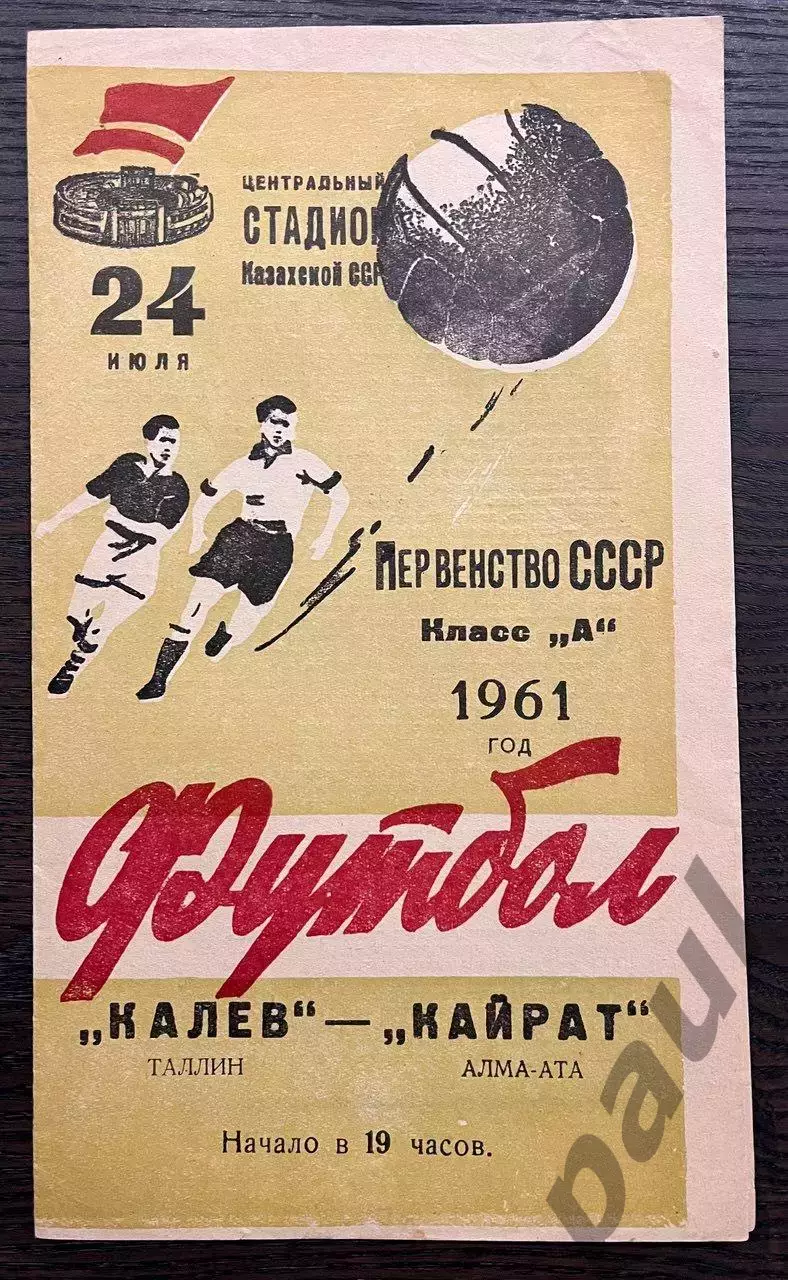 ЦЕНТРАЛЬНЫЙ
СТАДИОН
Казахской ССР
24
ИЮЛЯ
ПЕРВЕНСТВО СССР
Класс „А“
1961
ГОД
Футбол
„КАЛЕВ“ — „КАЙРАТ“
ТАЛЛИН АЛМА-АТА
Начало в 19 часов.
paul